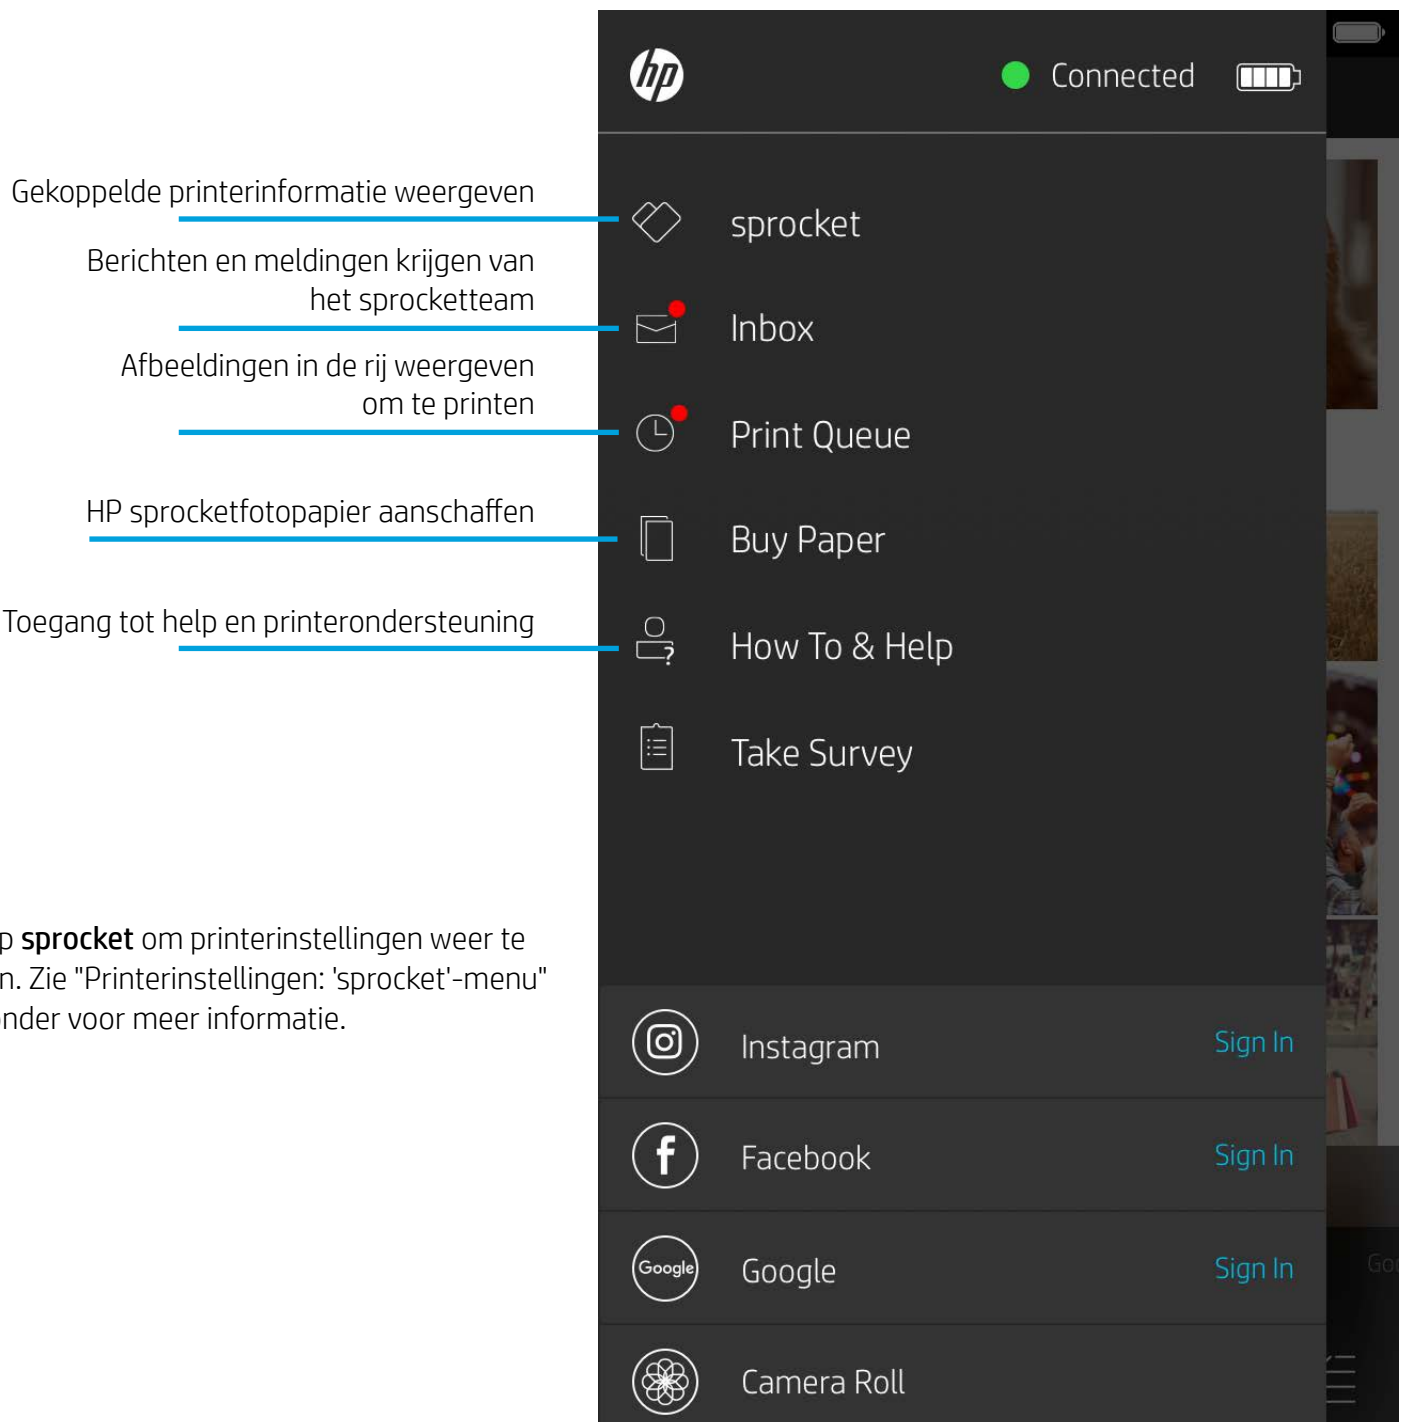 hp
Connected
Gekoppelde printerinformatie weergeven
sprocket
Berichten en meldingen krijgen van
het sprocketteam
Inbox
Afbeeldingen in de rij weergeven
om te printen
Print Queue
HP sprocketfotopapier aanschaffen
Buy Paper
Toegang tot help en printerondersteuning
How To & Help
Take Survey
p sprocket om printerinstellingen weer te
n. Zie "Printerinstellingen: 'sprocket'-menu"
onder voor meer informatie.
Instagram
Sign In
Facebook
Sign In
Google
Google
Sign In
Camera Roll